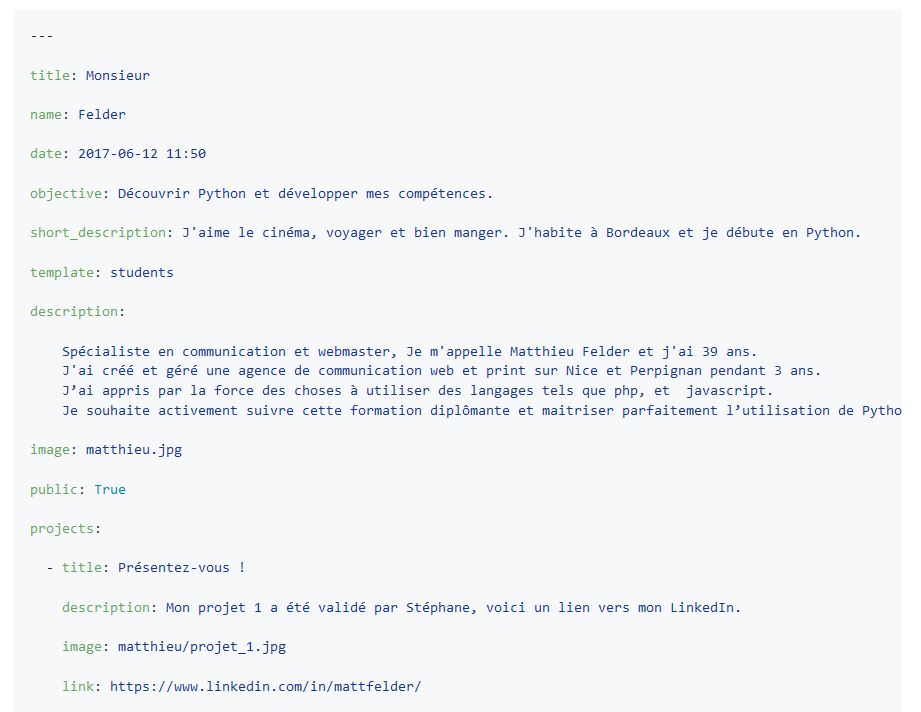 ---
title: Monsieur
name: Felder
date: 2017-06-12 11:50
objective: Découvrir Python et développer mes compétences.
short_description: J'aime le cinéma, voyager et bien manger. J'habite à Bordeaux et je débute en Python.
template: students
description:
Spécialiste en communication et webmaster, Je m'appelle Matthieu Felder et j'ai 39 ans.
J'ai créé et géré une agence de communication web et print sur Nice et Perpignan pendant 3 ans.
J’ai appris par la force des choses à utiliser des langages tels que php, et  javascript.
Je souhaite activement suivre cette formation diplômante et maitriser parfaitement l’utilisation de Pytho
image: matthieu.jpg
public: True
projects:
- title: Présentez-vous !
description: Mon projet 1 a été validé par Stéphane, voici un lien vers mon LinkedIn.
image: matthieu/projet_1.jpg
link: https://www.linkedin.com/in/mattfelder/